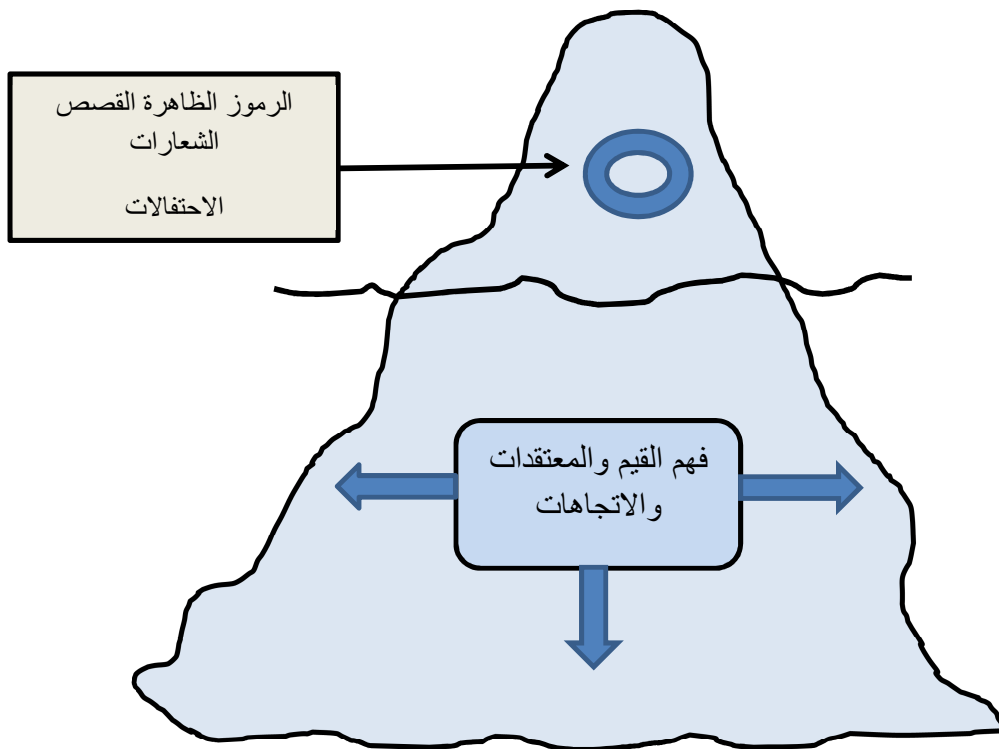 الرموز الظاهرة القصص
الشعارات
الاحتفالات
فهم القيم والمعتقدات
والاتجاهات